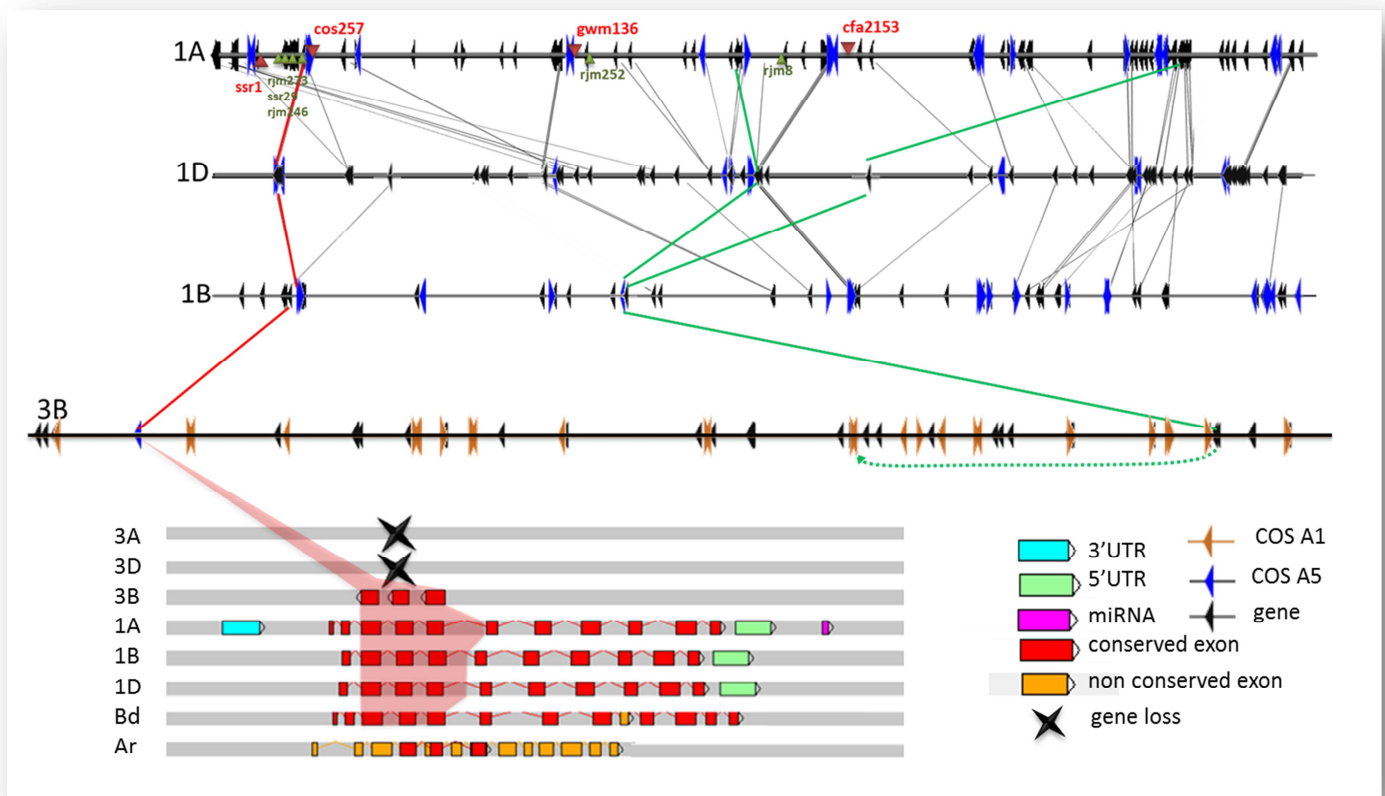 cos257
gwm136
cfa2153
1A
ssr1
rjm273
ssr29
rjm246
rjm252
rjm8
1D
1B
3B
3A
3D
3B
1A
1B
1D
Bd
Ar
3'UTR
5'UTR
miRNA
conserved exon
non conserved exon
gene loss
COS A1
COS A5
gene